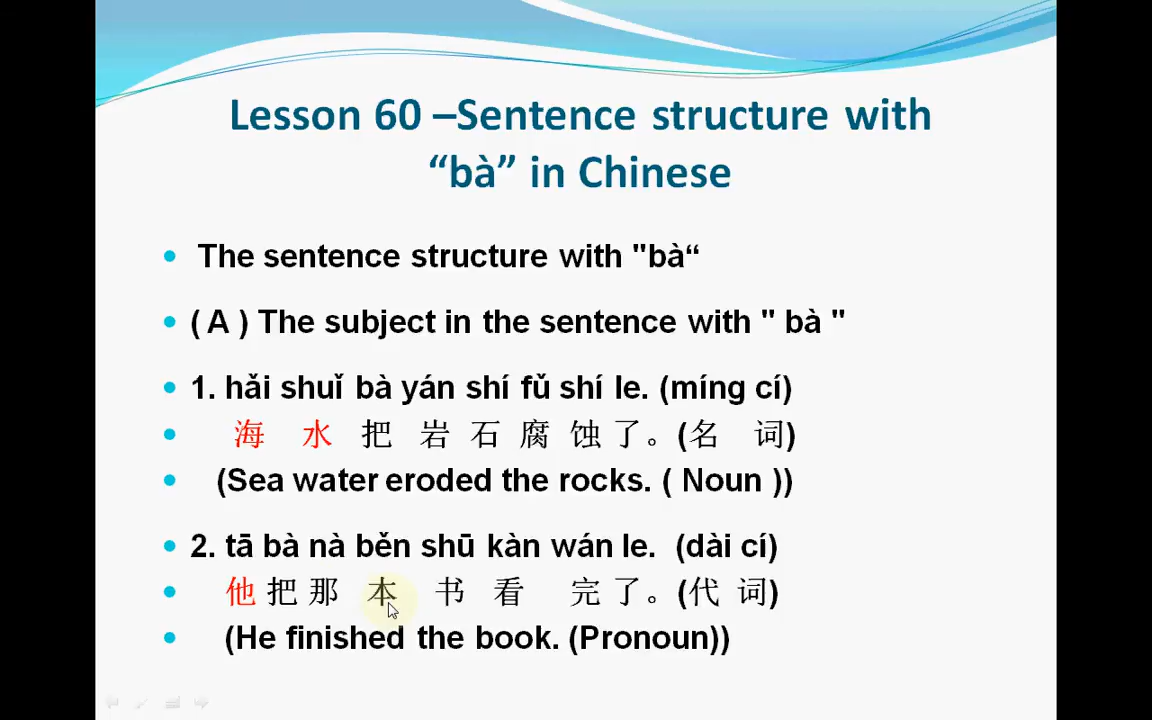 Lesson 60 –Sentence structure with
“bà” in Chinese
The sentence structure with "bà“
( A ) The subject in the sentence with " bà "
1. hǎi shuǐ bà yán shí fǔ shí le. (míng cí)
海 水 把 岩 石 腐 蚀 了。(名 词)
(Sea water eroded the rocks. ( Noun ))
2. tā bà nà běn shū kàn wán le. (dài cí)
他 把 那 本 书 看 完 了。(代 词)
(He finished the book. (Pronoun))